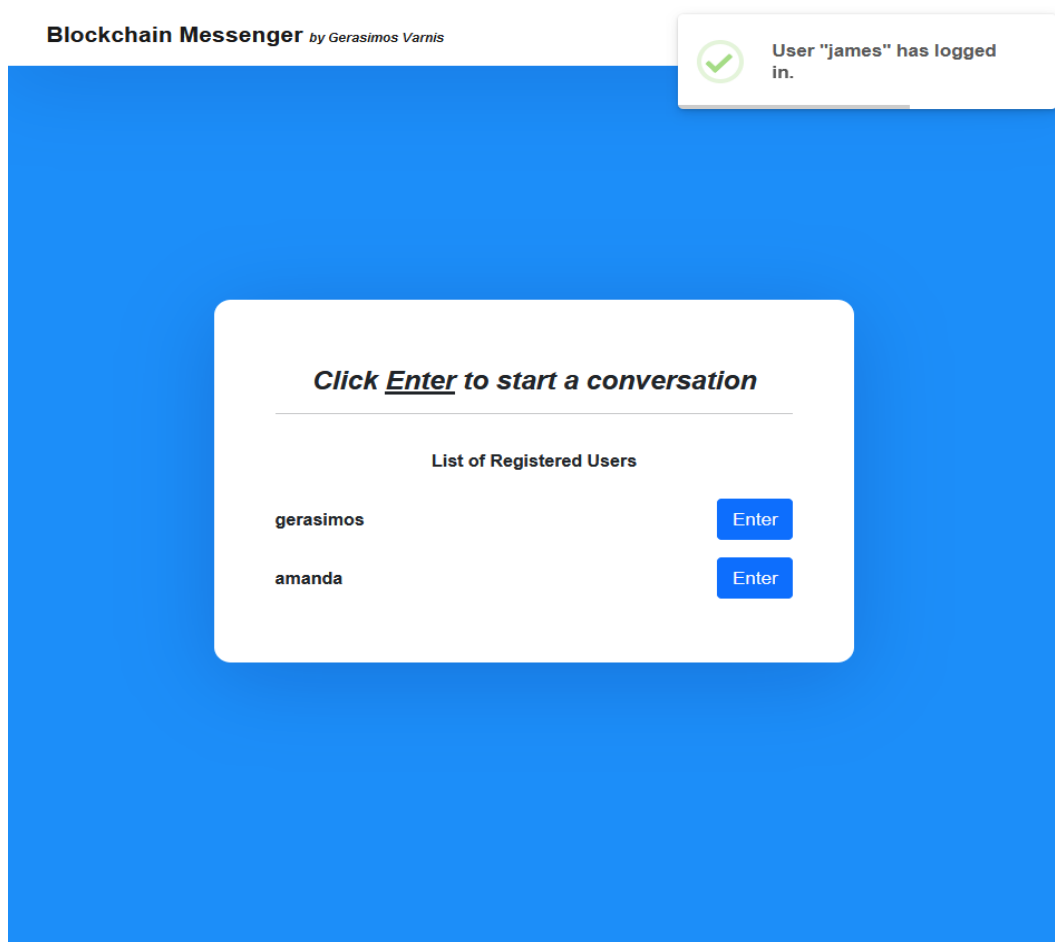 Blockchain Messenger by Gerasimos Varnis
User "james" has logged
in.
Click Enter to start a conversation
List of Registered Users
gerasimos Enter
amanda Enter